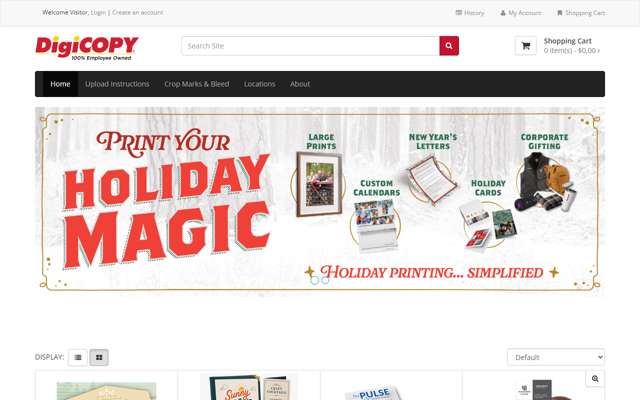 Welcome Visitor, Login | Create an account
History
My Account
Shopping Cart
DigiCOPY
100% Employee Owned
Search Site
Shopping Cart
0 item(s) - $0.00
Home
Upload Instructions
Crop Marks & Bleed
Locations
About
PRINT YOUR
HOLIDAY
MAGIC
LARGE
PRINTS
NEW YEAR'S
LETTERS
CORPORATE
GIFTING
CUSTOM
CALENDARS
HOLIDAY
CARDS
HOLIDAY PRINTING... SIMPLIFIED
DISPLAY:
Default
Sunny
The PULSE